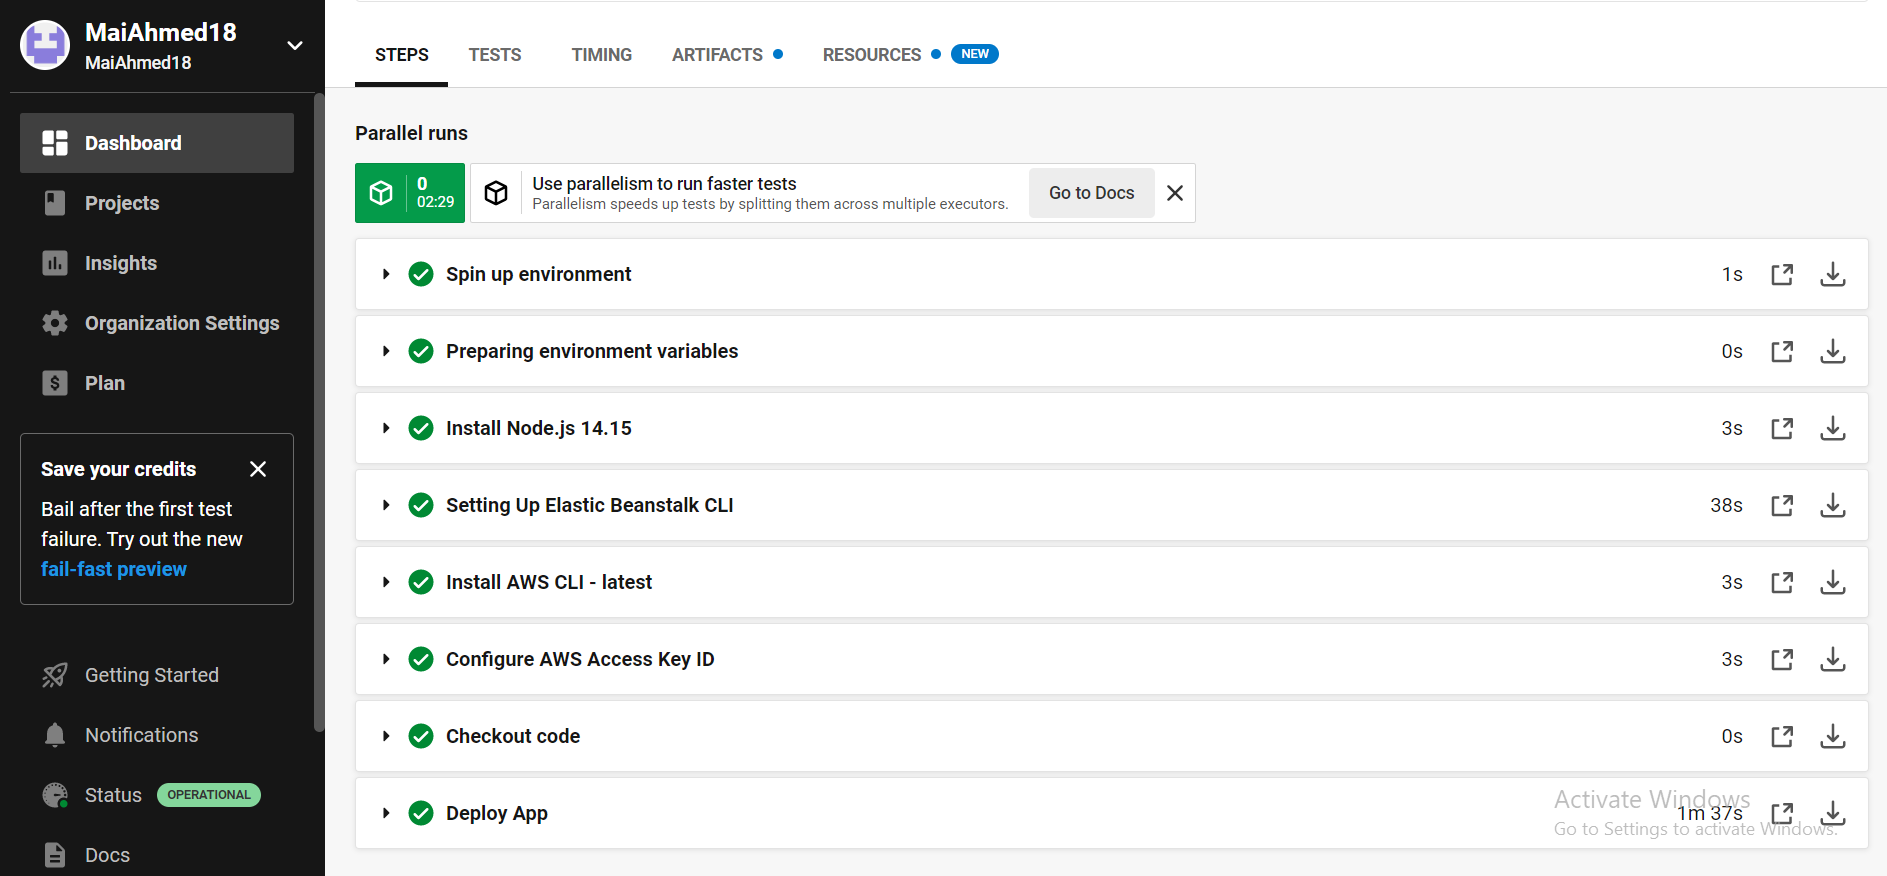 MaiAhmed18
MaiAhmed18
Dashboard
Projects
Insights
Organization Settings
Plan
Save your credits
Bail after the first test
failure. Try out the new
fail-fast preview
Getting Started
Notifications
Status OPERATIONAL
Docs
STEPS TESTS TIMING ARTIFACTS RESOURCES NEW
Parallel runs
0
02:29
Use parallelism to run faster tests
Parallelism speeds up tests by splitting them across multiple executors.
Go to Docs
Spin up environment 1s
Preparing environment variables 0s
Install Node.js 14.15 3s
Setting Up Elastic Beanstalk CLI 38s
Install AWS CLI - latest 3s
Configure AWS Access Key ID 3s
Checkout code 0s
Deploy App 1m 37s
Activate Windows
Go to Settings to activate Windows.